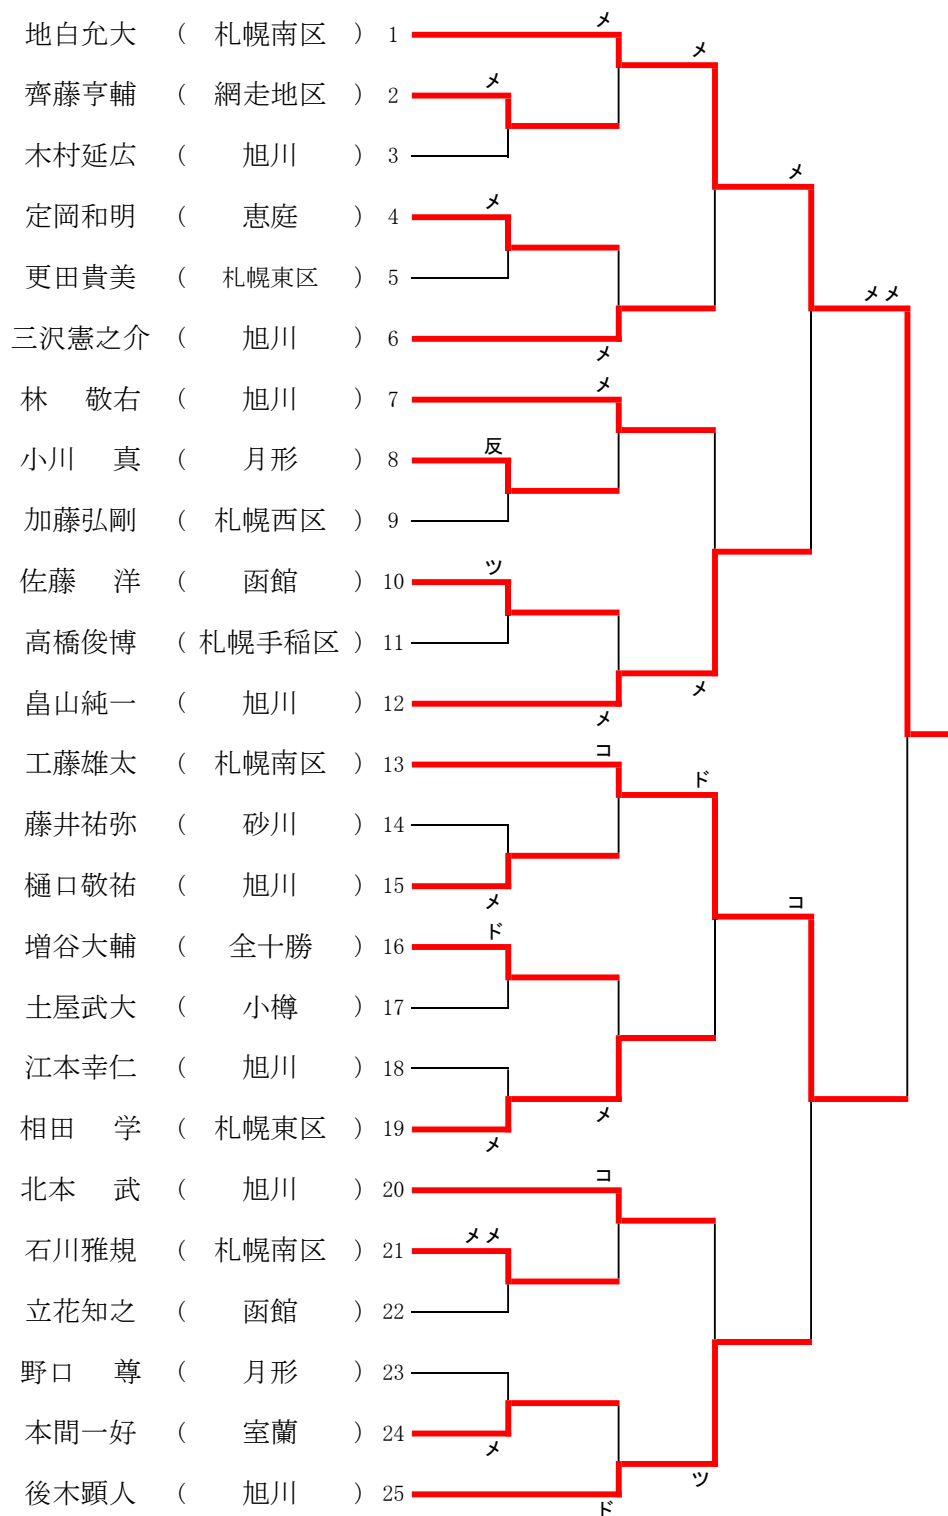 地白允大 ( 札幌南区 ) 1 メ メ
齊藤亨輔 ( 網走地区 ) 2 メ
木村延広 ( 旭川 ) 3 メ
定岡和明 ( 恵庭 ) 4 メ
更田貴美 ( 札幌東区 ) 5 メメ
三沢憲之介 ( 旭川 ) 6 メ
林 敬右 ( 旭川 ) 7 メ
小川 真 ( 月形 ) 8 反
加藤弘剛 ( 札幌西区 ) 9
佐藤 洋 ( 函館 ) 10 ツ
高橋俊博 ( 札幌手稲区 ) 11
畠山純一 ( 旭川 ) 12 メ メ
工藤雄太 ( 札幌南区 ) 13 コ ド
藤井祐弥 ( 砂川 ) 14
樋口敬祐 ( 旭川 ) 15 メ コ
増谷大輔 ( 全十勝 ) 16 ド
土屋武大 ( 小樽 ) 17
江本幸仁 ( 旭川 ) 18
相田 学 ( 札幌東区 ) 19 メ メ
北本 武 ( 旭川 ) 20 コ
石川雅規 ( 札幌南区 ) 21 メメ
立花知之 ( 函館 ) 22
野口 尊 ( 月形 ) 23
本間一好 ( 室蘭 ) 24 メ
後木顕人 ( 旭川 ) 25 ド ツ